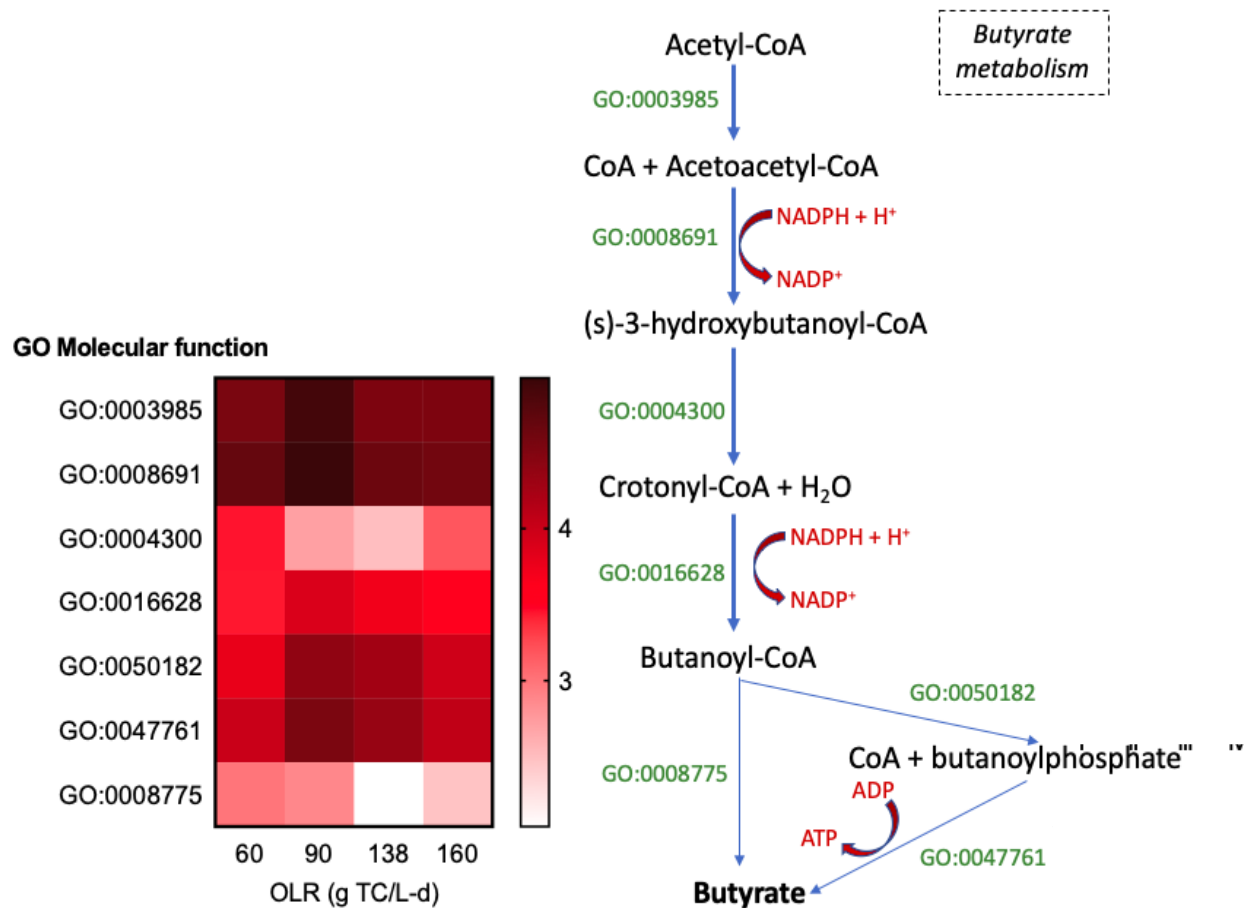 Acetyl-CoA
Butyrate
metabolism
GO:0003985
CoA + Acetoacetyl-CoA
NADPH + H⁺
GO:0008691
NADP⁺
(s)-3-hydroxybutanoyl-CoA
GO:0004300
Crotonyl-CoA + H₂O
NADPH + H⁺
GO:0016628
NADP⁺
Butanoyl-CoA
GO:0050182
CoA + butanoylphosphate
GO:0008775
ADP
ATP
GO:0047761
Butyrate
GO Molecular function
GO:0003985
GO:0008691
GO:0004300
GO:0016628
GO:0050182
GO:0047761
GO:0008775
4
3
60 90 138 160
OLR (g TC/L-d)